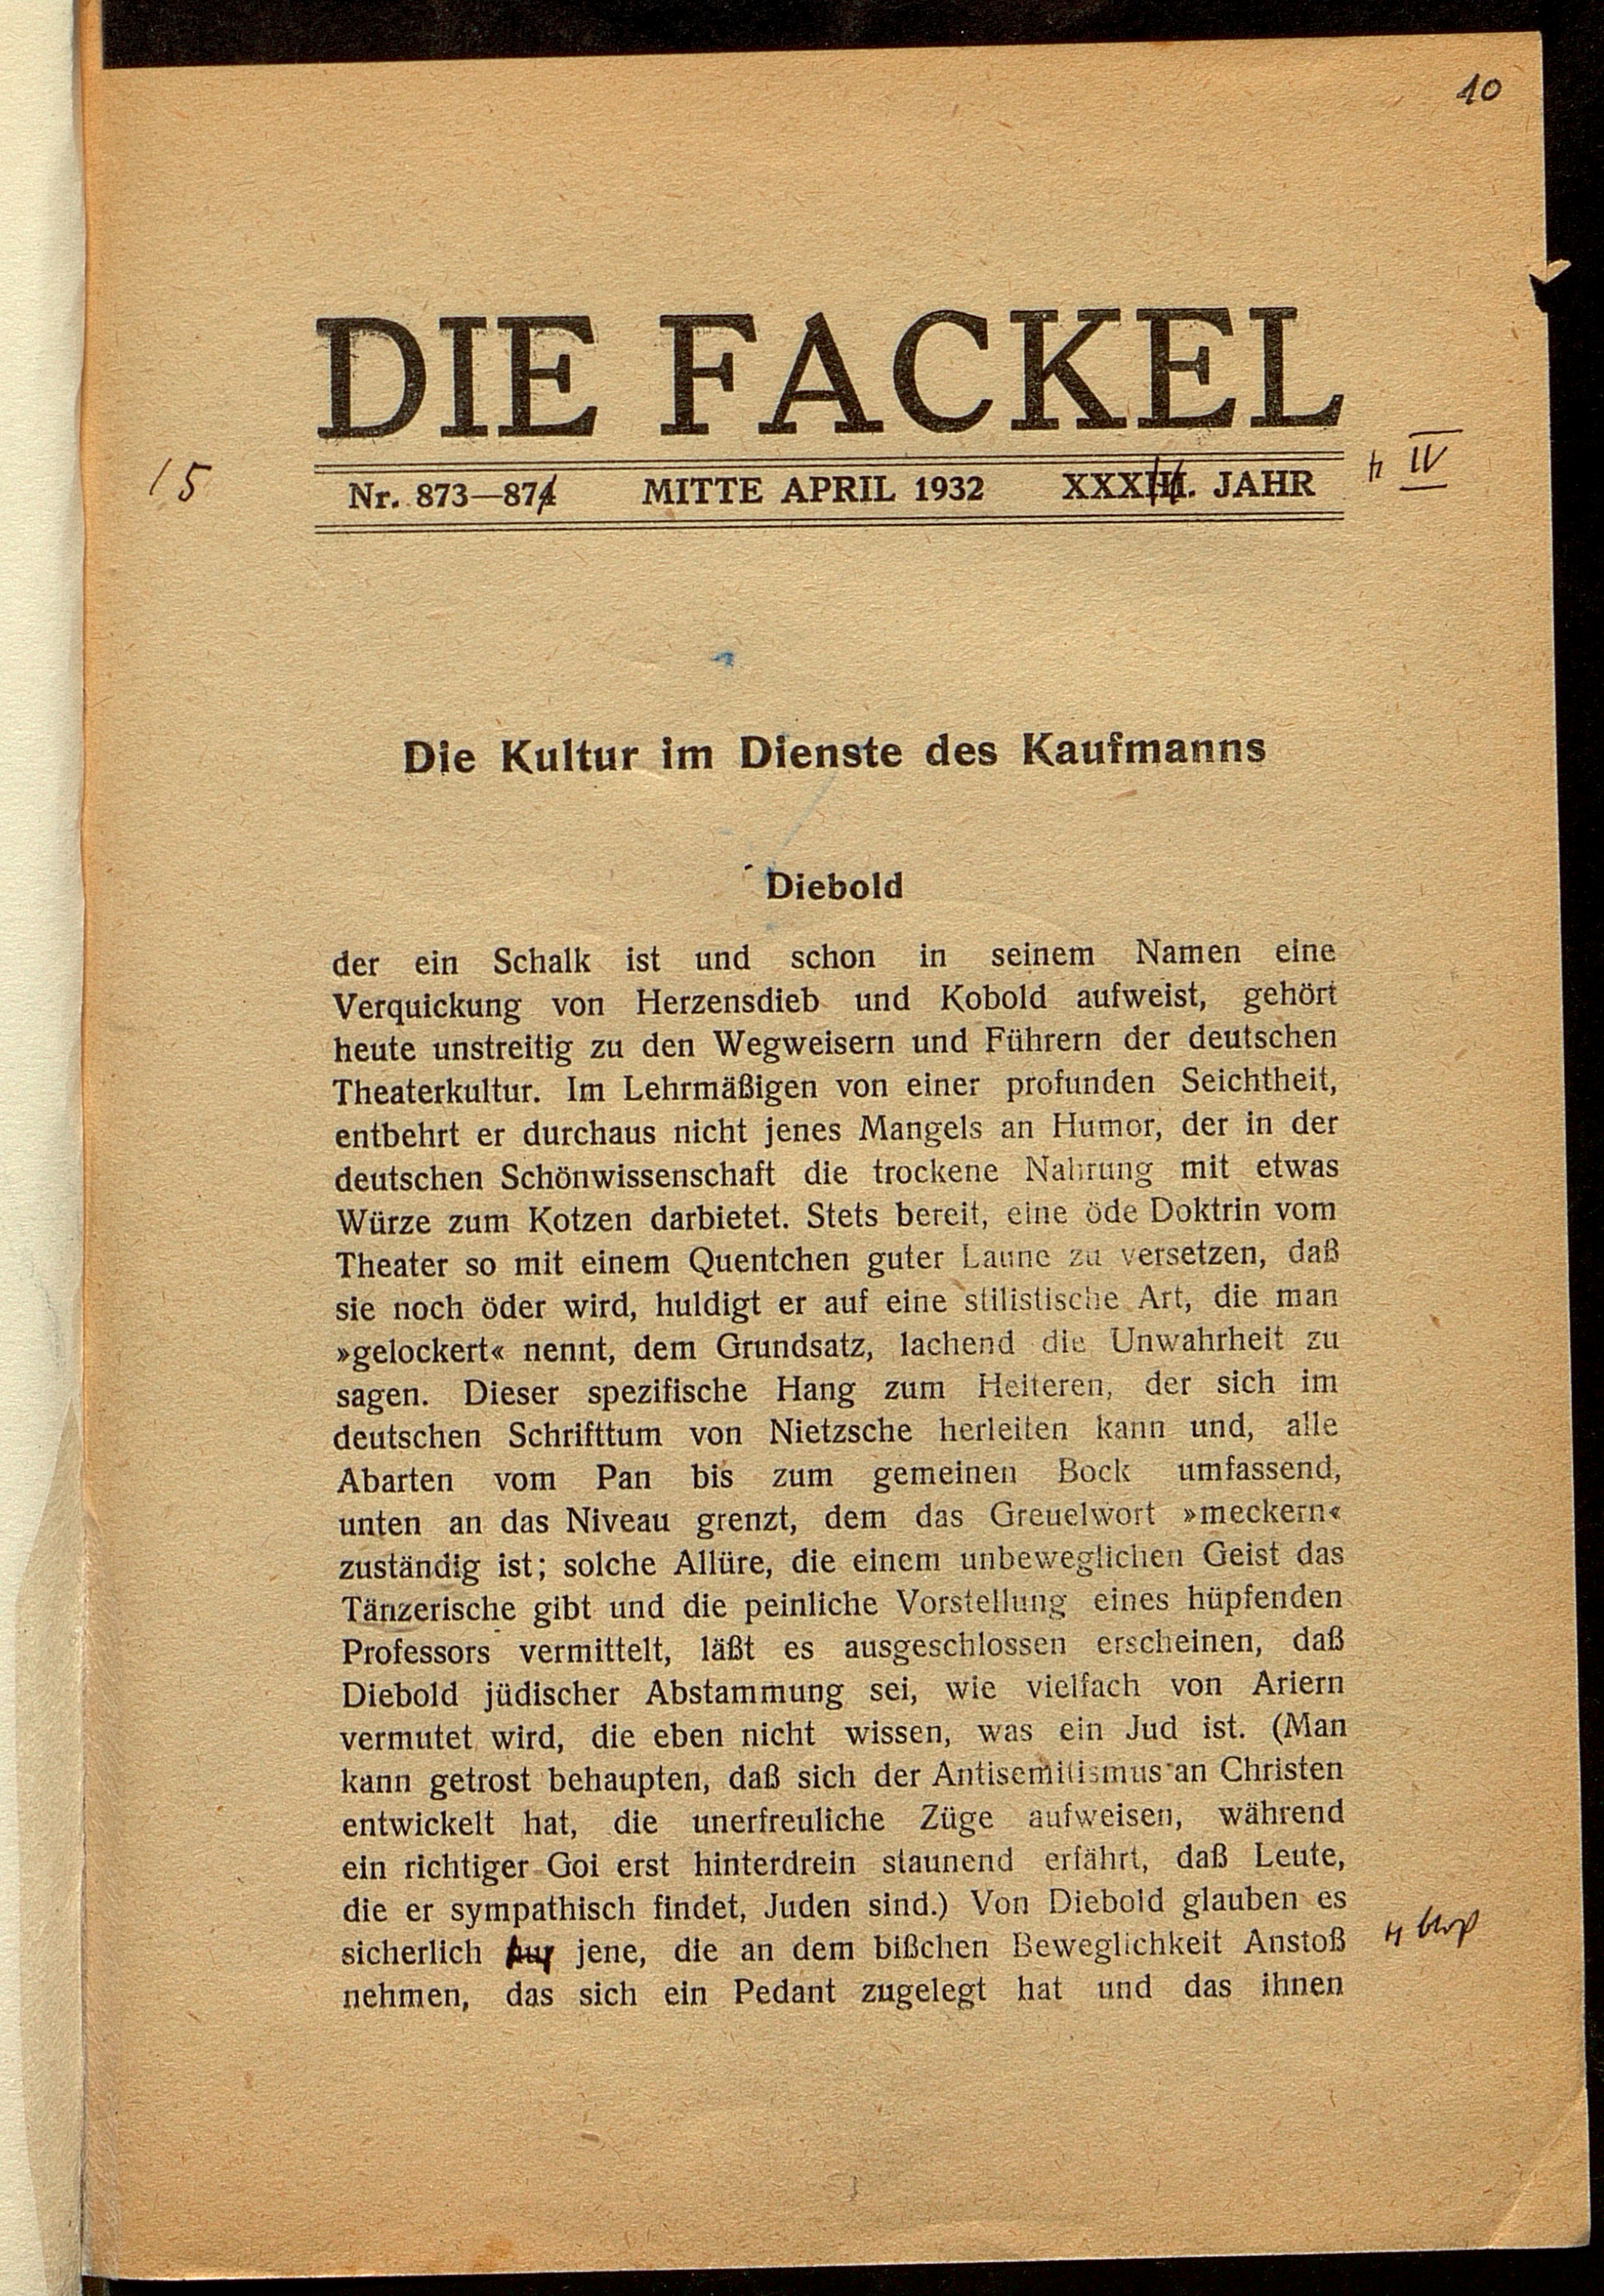 10
DIE FACKEL
15 Nr. 873—874 MITTE APRIL 1932 XXXIII. JAHR IV
Die Kultur im Dienste des Kaufmanns
Diebold
der ein Schalk ist und schon in seinem Namen eine
Verquickung von Herzensdieb und Kobold aufweist, gehört
heute unstreitig zu den Wegweisern und Führern der deutschen
Theaterkultur. Im Lehrmäßigen von einer profunden Seichtheit,
entbehrt er durchaus nicht jenes Mangels an Humor, der in der
deutschen Schönwissenschaft die trockene Nahrung mit etwas
Würze zum Kotzen darbietet. Stets bereit, eine öde Doktrin vom
Theater so mit einem Quentchen guter Laune zu versetzen, daß
sie noch öder wird, huldigt er auf eine stilistische Art, die man
»gelockert« nennt, dem Grundsatz, lachend die Unwahrheit zu
sagen. Dieser spezifische Hang zum Heiteren, der sich im
deutschen Schrifttum von Nietzsche herleiten kann und, alle
Abarten vom Pan bis zum gemeinen Bock umfassend,
unten an das Niveau grenzt, dem das Greuelwort »meckern«
zuständig ist; solche Allüre, die einem unbeweglichen Geist das
Tänzerische gibt und die peinliche Vorstellung eines hüpfenden
Professors vermittelt, läßt es ausgeschlossen erscheinen, daß
Diebold jüdischer Abstammung sei, wie vielfach von Ariern
vermutet wird, die eben nicht wissen, was ein Jud ist. (Man
kann getrost behaupten, daß sich der Antisemitismus an Christen
entwickelt hat, die unerfreuliche Züge aufweisen, während
ein richtiger Goi erst hinterdrein staunend erfährt, daß Leute,
die er sympathisch findet, Juden sind.) Von Diebold glauben es
sicherlich nur jene, die an dem bißchen Beweglichkeit Anstoß bloß
nehmen, das sich ein Pedant zugelegt hat und das ihnen